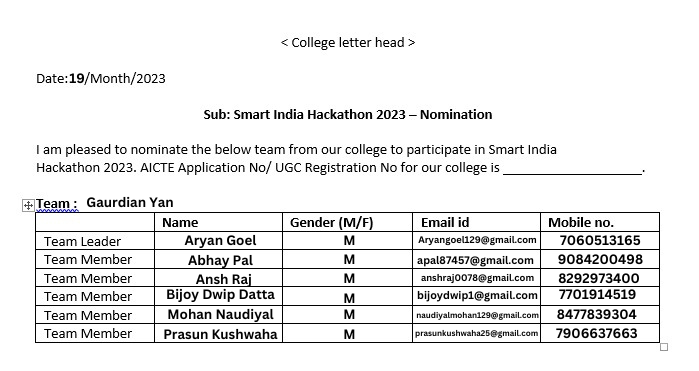 < College letter head >
Date:19/Month/2023
Sub: Smart India Hackathon 2023 – Nomination
I am pleased to nominate the below team from our college to participate in Smart India
Hackathon 2023. AICTE Application No/ UGC Registration No for our college is ____________________.
Team : Gaurdian Yan
Name Gender (M/F) Email id Mobile no.
Team Leader Aryan Goel M Aryangoel129@gmail.com 7060513165
Team Member Abhay Pal M apal87457@gmail.com 9084200498
Team Member Ansh Raj M anshraj0078@gmail.com 8292973400
Team Member Bijoy Dwip Datta M bijoydwip1@gmail.com 7701914519
Team Member Mohan Naudiyal M naudiyalmohan129@gmail.com 8477839304
Team Member Prasun Kushwaha M prasunkushwaha25@gmail.com 7906637663